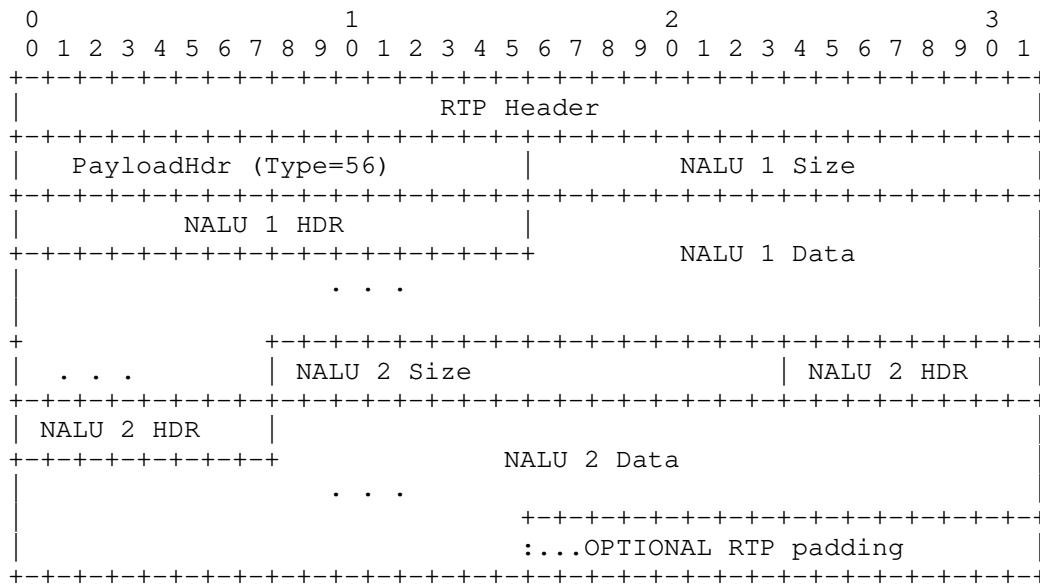 0                   1                   2                   3
 0 1 2 3 4 5 6 7 8 9 0 1 2 3 4 5 6 7 8 9 0 1 2 3 4 5 6 7 8 9 0 1
+-+-+-+-+-+-+-+-+-+-+-+-+-+-+-+-+-+-+-+-+-+-+-+-+-+-+-+-+-+-+-+-+
|                          RTP Header                           |
+-+-+-+-+-+-+-+-+-+-+-+-+-+-+-+-+-+-+-+-+-+-+-+-+-+-+-+-+-+-+-+-+
|   PayloadHdr (Type=56)        |         NALU 1 Size           |
+-+-+-+-+-+-+-+-+-+-+-+-+-+-+-+-+-+-+-+-+-+-+-+-+-+-+-+-+-+-+-+-+
|          NALU 1 HDR           |                               |
+-+-+-+-+-+-+-+-+-+-+-+-+-+-+-+-+         NALU 1 Data           |
|                   . . .                                       |
|                                                               |
+               +-+-+-+-+-+-+-+-+-+-+-+-+-+-+-+-+-+-+-+-+-+-+-+-+
|  . . .        | NALU 2 Size                   | NALU 2 HDR    |
+-+-+-+-+-+-+-+-+-+-+-+-+-+-+-+-+-+-+-+-+-+-+-+-+-+-+-+-+-+-+-+-+
| NALU 2 HDR    |                                               |
+-+-+-+-+-+-+-+-+              NALU 2 Data                      |
|                   . . .                                       |
|                               +-+-+-+-+-+-+-+-+-+-+-+-+-+-+-+-+
|                               :...OPTIONAL RTP padding        |
+-+-+-+-+-+-+-+-+-+-+-+-+-+-+-+-+-+-+-+-+-+-+-+-+-+-+-+-+-+-+-+-+